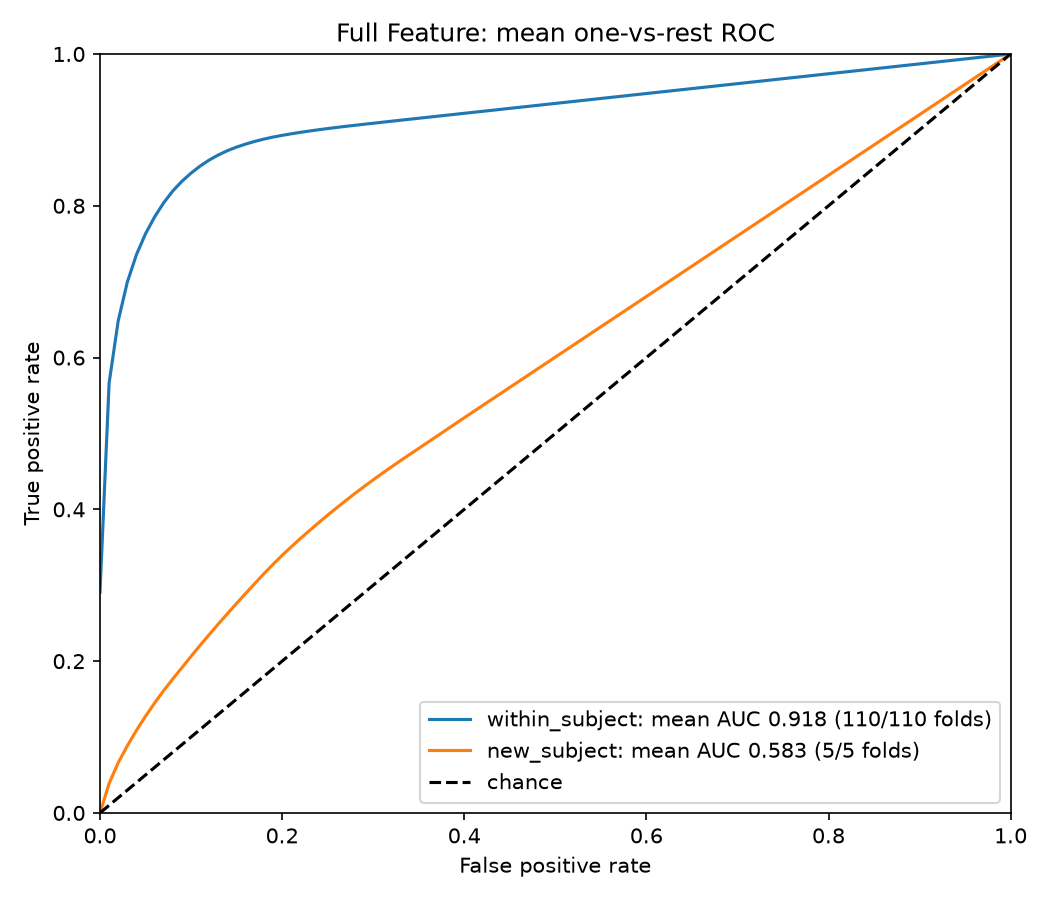 Full Feature: mean one-vs-rest ROC
1.0
0.8
0.6
0.4
0.2
0.0
True positive rate
within_subject: mean AUC 0.918 (110/110 folds)
new_subject: mean AUC 0.583 (5/5 folds)
chance
0.0 0.2 0.4 0.6 0.8 1.0
False positive rate